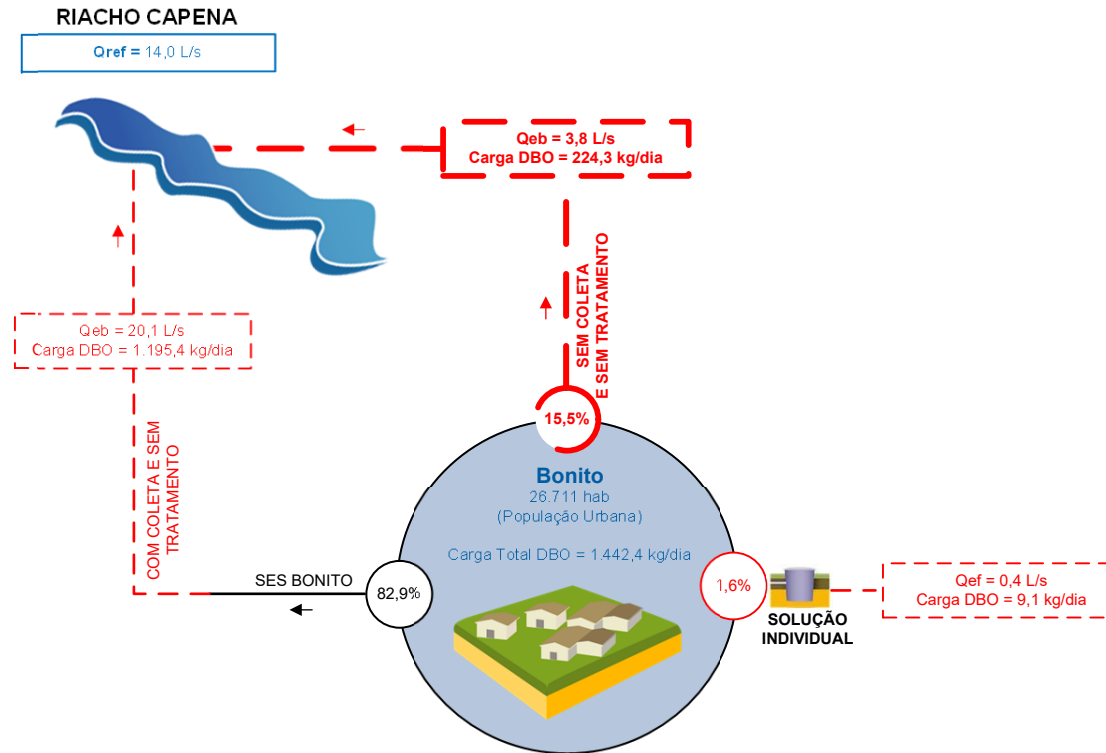 RIACHO CAPENA
Qref = 14,0 L/s
Qeb = 3,8 L/s
Carga DBO = 224,3 kg/dia
SEM COLETA
E SEM TRATAMENTO
Qeb = 20,1 L/s
Carga DBO = 1.195,4 kg/dia
COM COLETA E SEM
TRATAMENTO
15,5%
Bonito
26.711 hab
(População Urbana)
Carga Total DBO = 1.442,4 kg/dia
SES BONITO
82,9%
1,6%
SOLUÇÃO
INDIVIDUAL
Qef = 0,4 L/s
Carga DBO = 9,1 kg/dia